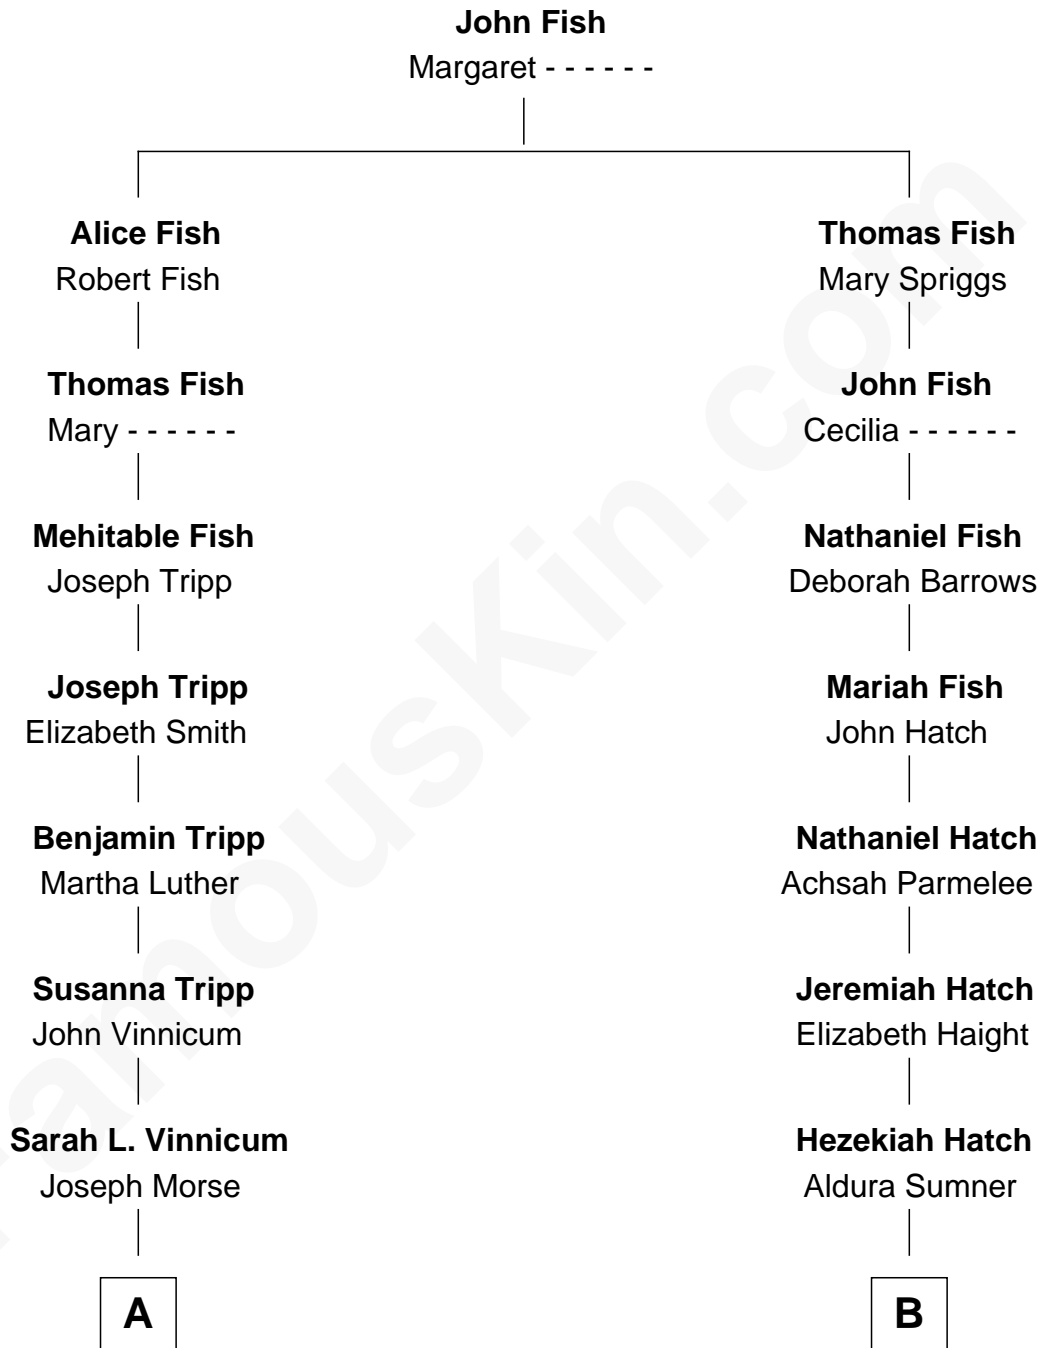 John Fish
Margaret - - - - - -
Alice Fish
Robert Fish
Thomas Fish
Mary Spriggs
Thomas Fish
Mary - - - - - -
John Fish
Cecilia - - - - - -
Mehitable Fish
Joseph Tripp
Nathaniel Fish
Deborah Barrows
Joseph Tripp
Elizabeth Smith
Mariah Fish
John Hatch
Benjamin Tripp
Martha Luther
Nathaniel Hatch
Achsah Parmelee
Susanna Tripp
John Vinnicum
Jeremiah Hatch
Elizabeth Haight
Sarah L. Vinnicum
Joseph Morse
Hezekiah Hatch
Aldura Sumner
A
B
FamousKin.com